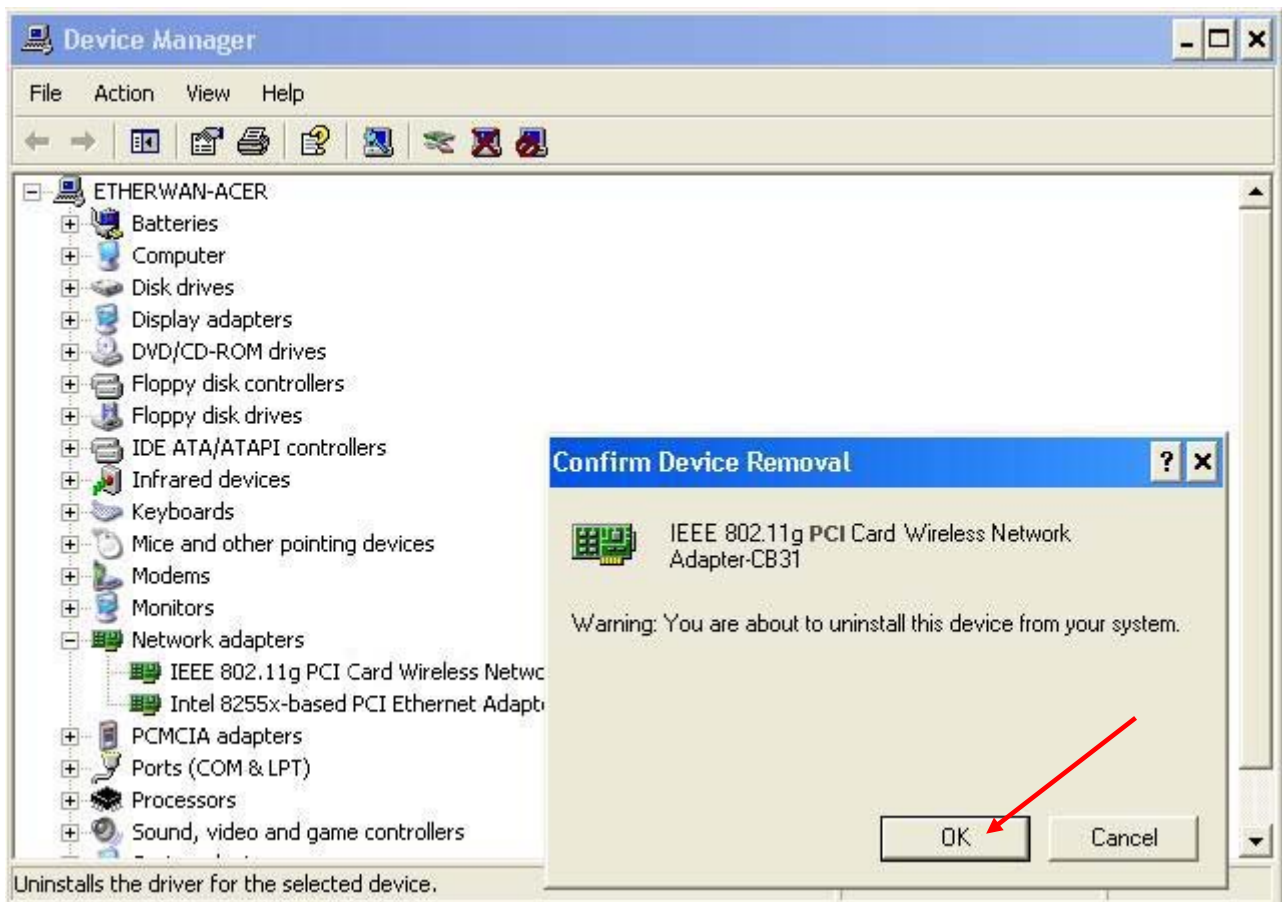 Device Manager
File Action View Help
ETHERWAN-ACER
Batteries
Computer
Disk drives
Display adapters
DVD/CD-ROM drives
Floppy disk controllers
Floppy disk drives
IDE ATA/ATAPI controllers
Infrared devices
Keyboards
Mice and other pointing devices
Modems
Monitors
Network adapters
IEEE 802.11g PCI Card Wireless Netwo
Intel 8255x-based PCI Ethernet Adapt
PCMCIA adapters
Ports (COM & LPT)
Processors
Sound, video and game controllers
Uninstalls the driver for the selected device.
Confirm Device Removal
IEEE 802.11g PCI Card Wireless Network
Adapter-CB31
Warning: You are about to uninstall this device from your system.
OK Cancel